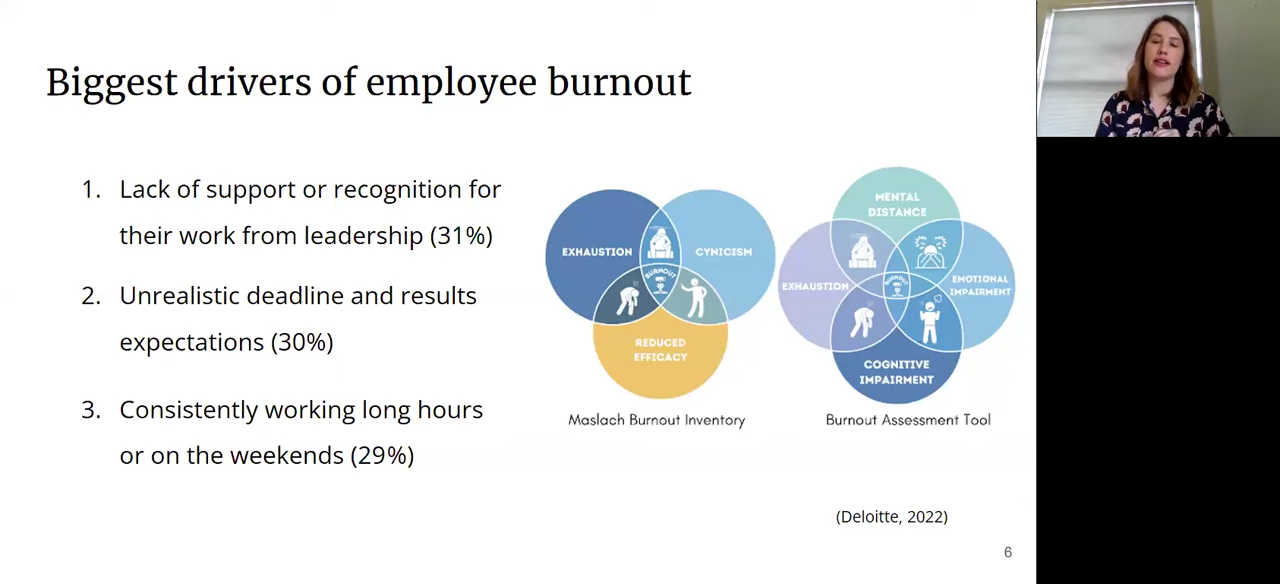 Biggest drivers of employee burnout
1. Lack of support or recognition for
their work from leadership (31%)
2. Unrealistic deadline and results
expectations (30%)
3. Consistently working long hours
or on the weekends (29%)
EXHAUSTION
CYNICISM
BURNOUT
REDUCED
EFFICACY
Maslach Burnout Inventory
MENTAL
DISTANCE
EXHAUSTION
EMOTIONAL
IMPAIRMENT
BURNOUT
COGNITIVE
IMPAIRMENT
Burnout Assessment Tool
(Deloitte, 2022)
6